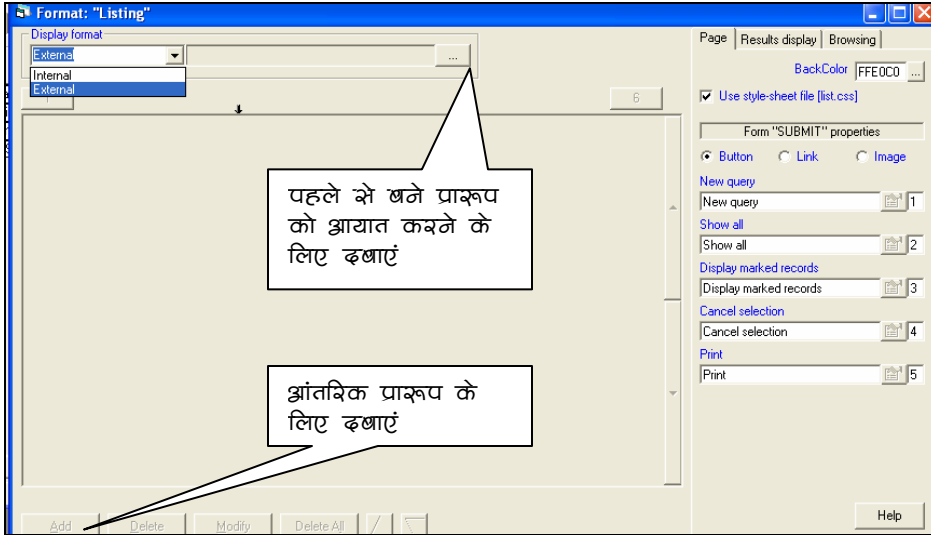 Format: "Listing"
Display format
External
...
Internal
External
6
पहले से बने प्रारूप
को आयात करने के
लिए दबाएं
आंतरिक प्रारूप के
लिए दबाएं
Add Delete Modify Delete All
Page Results display Browsing
BackColor FFE0C0 ...
Use style-sheet file [list.css]
Form "SUBMIT" properties
Button Link Image
New query
New query 1
Show all
Show all 2
Display marked records
Display marked records 3
Cancel selection
Cancel selection 4
Print
Print 5
Help